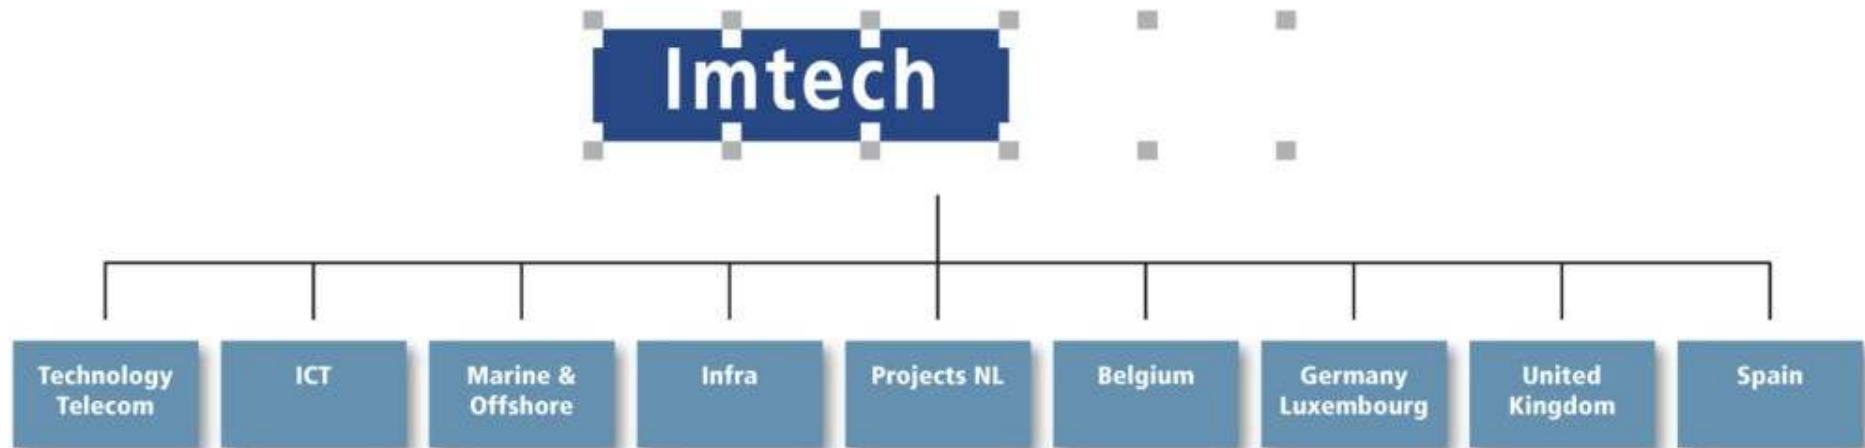 Imtech
Technology
Telecom
ICT
Marine &
Offshore
Infra
Projects NL
Belgium
Germany
Luxembourg
United
Kingdom
Spain